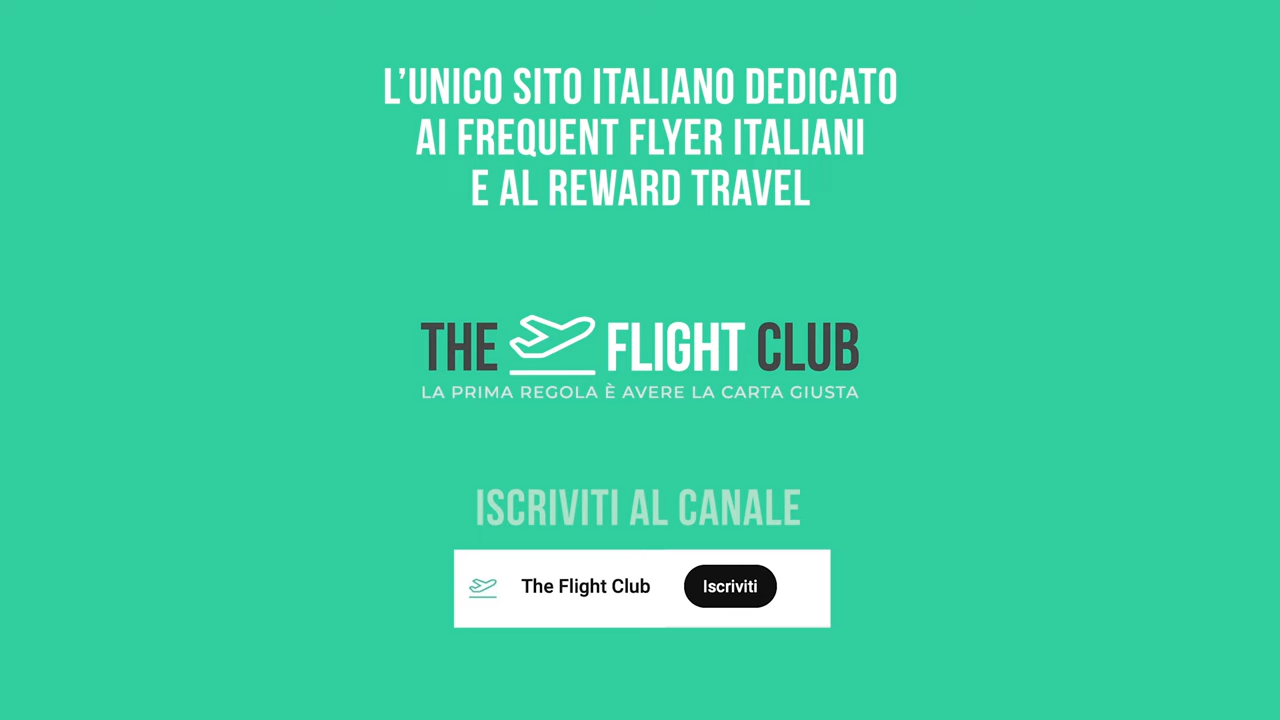 L'UNICO SITO ITALIANO DEDICATO
AI FREQUENT FLYER ITALIANI
E AL REWARD TRAVEL
THE FLIGHT CLUB
LA PRIMA REGOLA È AVERE LA CARTA GIUSTA
ISCRIVITI AL CANALE
The Flight Club Iscriviti